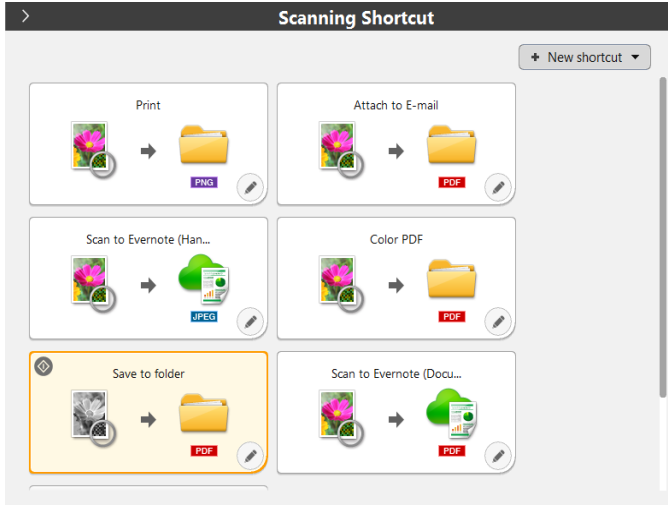 Scanning Shortcut
+ New shortcut
Print
PNG
Attach to E-mail
PDF
Scan to Evernote (Han...
JPEG
Color PDF
PDF
Save to folder
PDF
Scan to Evernote (Docu...
PDF